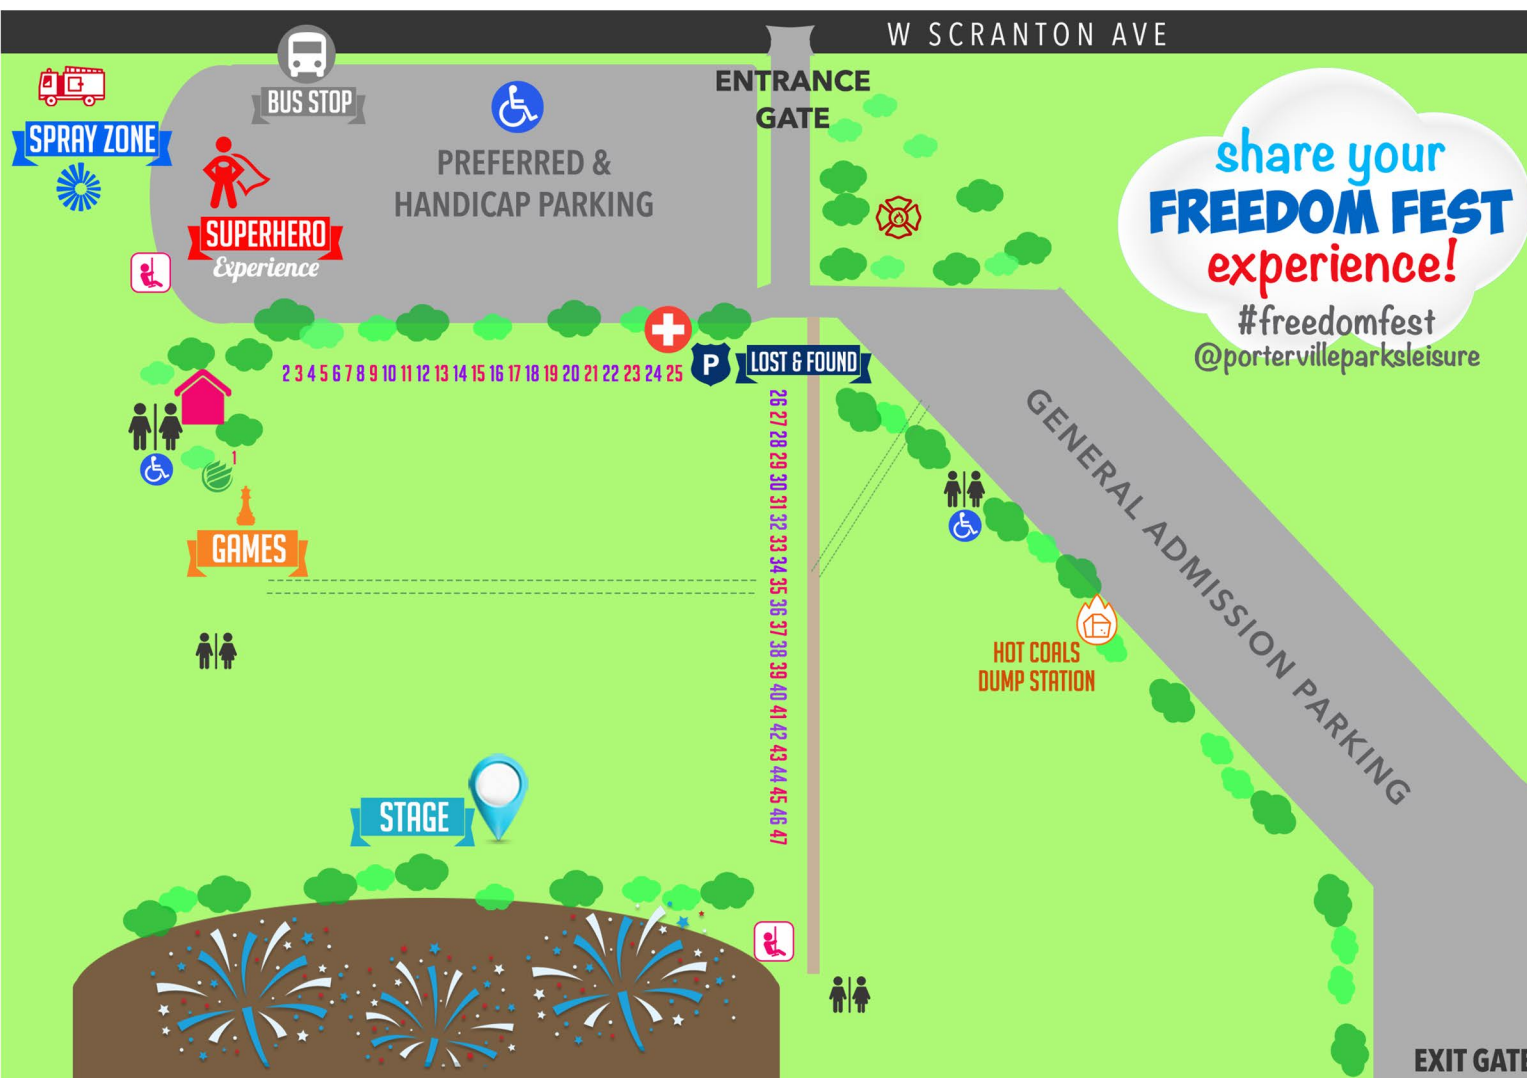 W SCRANTON AVE
ENTRANCE
GATE
BUS STOP
SPRAY ZONE
PREFERRED &
HANDICAP PARKING
SUPERHERO
Experience
share your
FREEDOM FEST
experience!
#freedomfest
@portervilleparksleisure
P
LOST & FOUND
2 3 4 5 6 7 8 9 10 11 12 13 14 15 16 17 18 19 20 21 22 23 24 25
26 27 28 29 30 31 32 33 34 35 36 37 38 39 40 41 42 43 44 45 46 47
1
GAMES
GENERAL ADMISSION PARKING
HOT COALS
DUMP STATION
STAGE
EXIT GATE